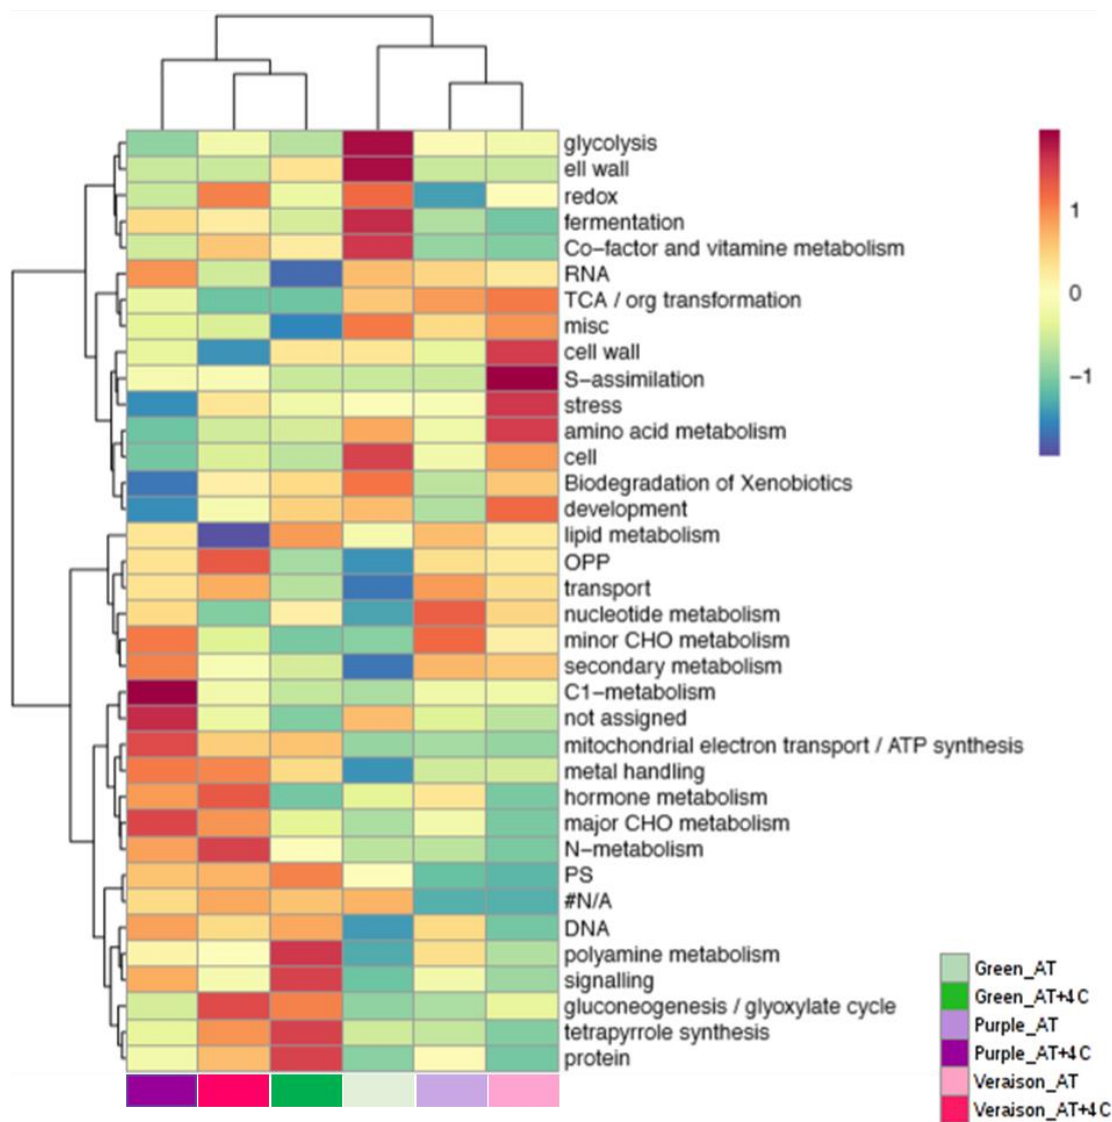 glycolysis
ell wall
redox
fermentation
Co–factor and vitamine metabolism
RNA
TCA / org transformation
misc
cell wall
S–assimilation
stress
amino acid metabolism
cell
Biodegradation of Xenobiotics
development
lipid metabolism
OPP
transport
nucleotide metabolism
minor CHO metabolism
secondary metabolism
C1–metabolism
not assigned
mitochondrial electron transport / ATP synthesis
metal handling
hormone metabolism
major CHO metabolism
N–metabolism
PS
#N/A
DNA
polyamine metabolism
signalling
gluconeogenesis / glyoxylate cycle
tetrapyrrole synthesis
protein
1
0
–1
Green_AT
Green_AT+4C
Purple_AT
Purple_AT+4C
Veraison_AT
Veraison_AT+4C